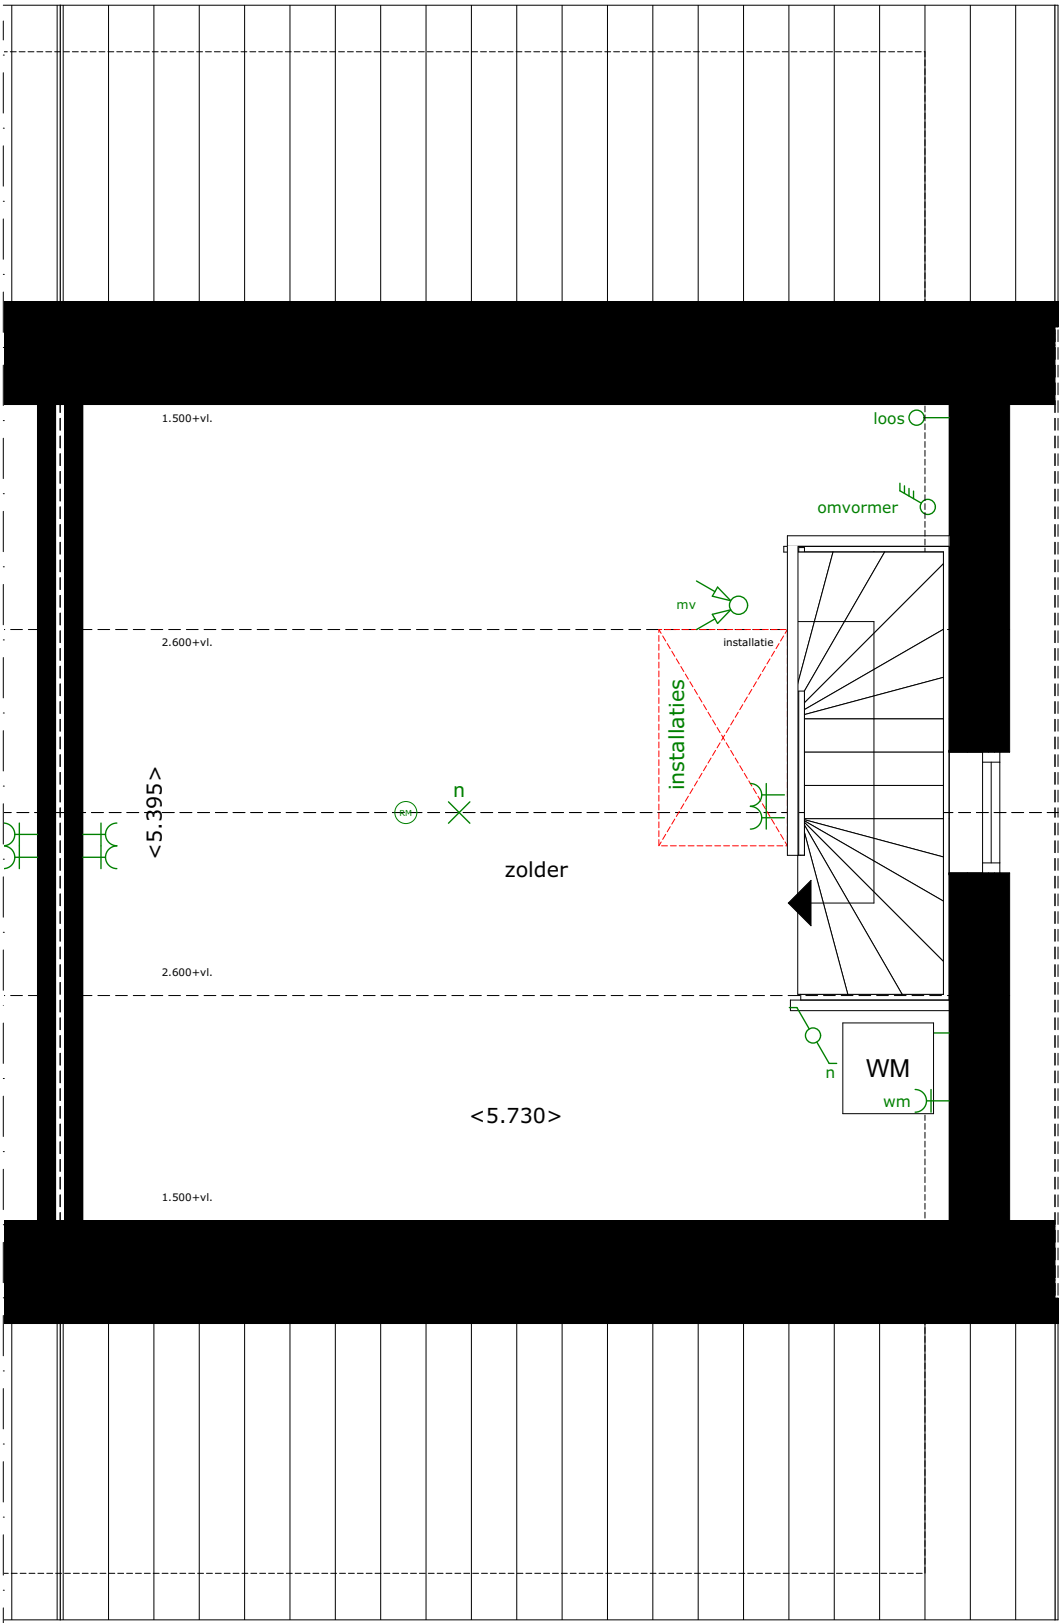 1.500+vl.
loos
omvormer
mv
2.600+vl.
installatie
installaties
n
<5.395>
RM
zolder
2.600+vl.
n
WM
wm
<5.730>
1.500+vl.